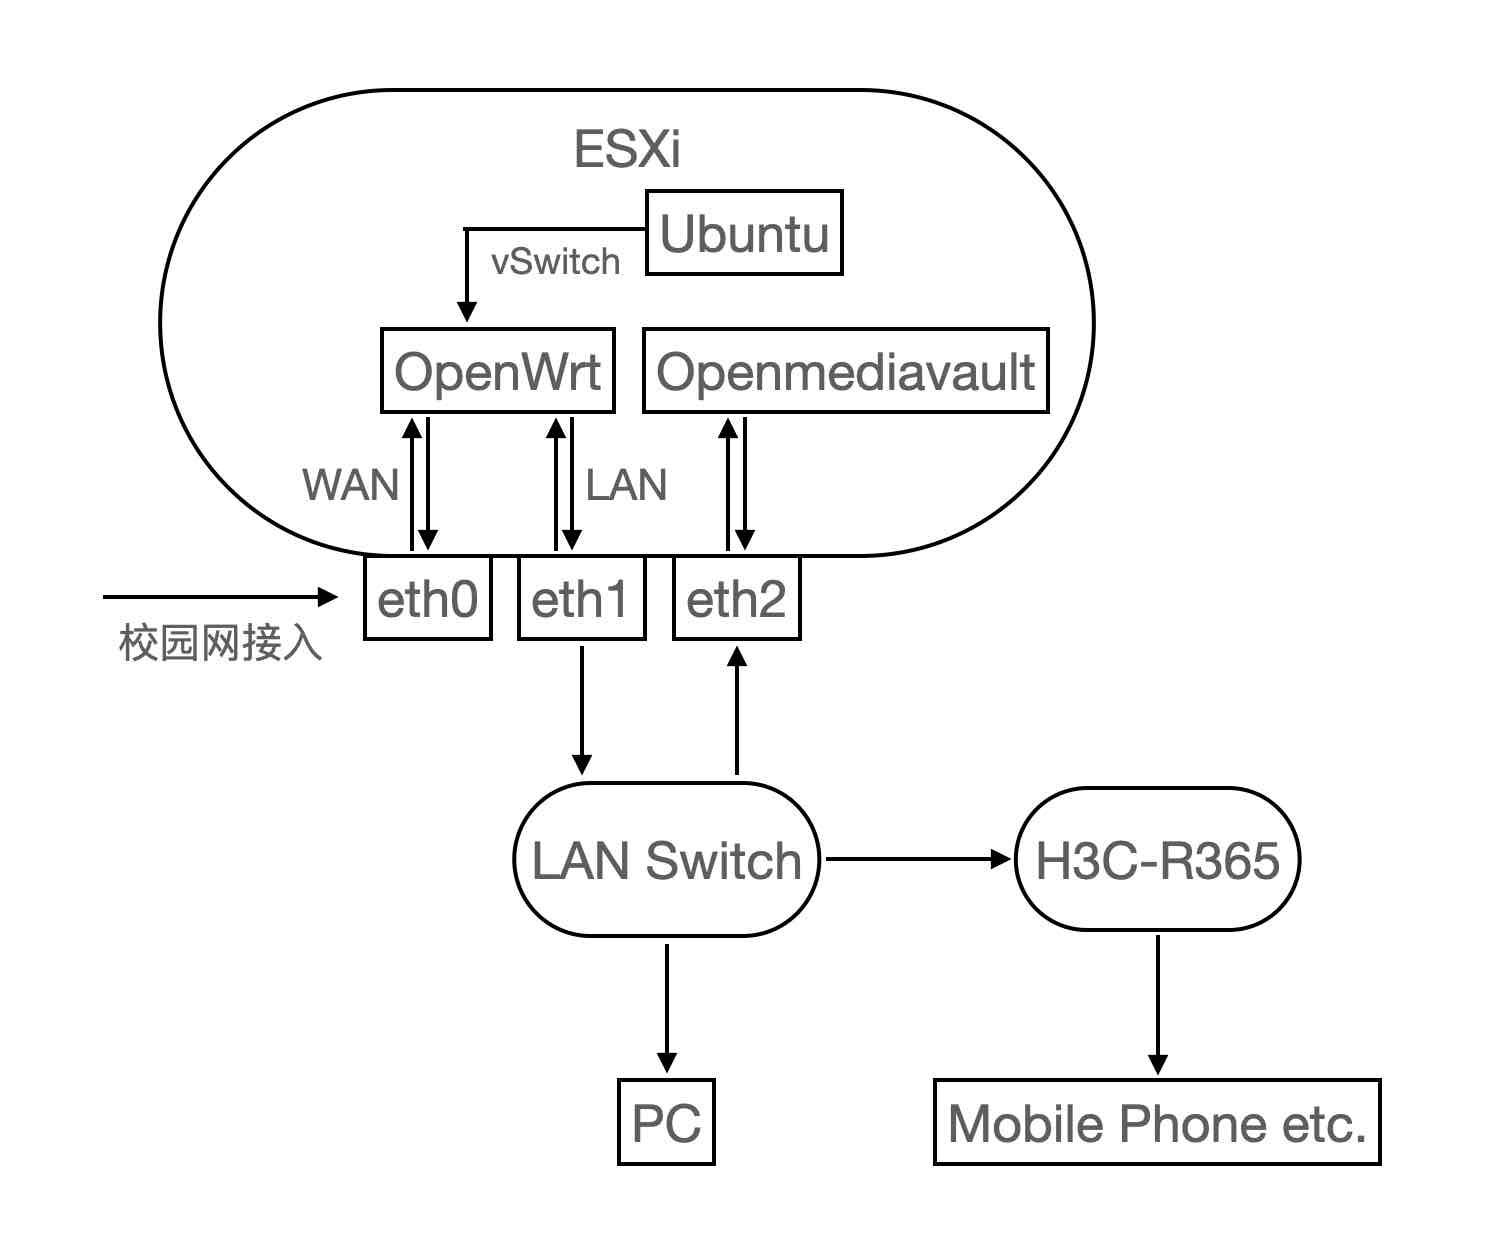 ESXi
Ubuntu
vSwitch
OpenWrt
Openmediavault
WAN
LAN
eth0
eth1
eth2
校园网接入
LAN Switch
H3C-R365
PC
Mobile Phone etc.